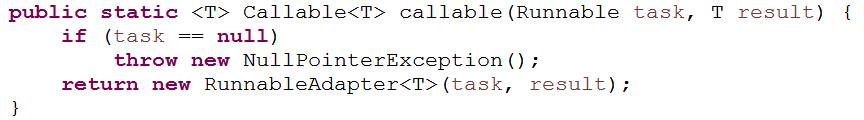 public static <T> Callable<T> callable(Runnable task, T result) {
    if (task == null)
        throw new NullPointerException();
    return new RunnableAdapter<T>(task, result);
}